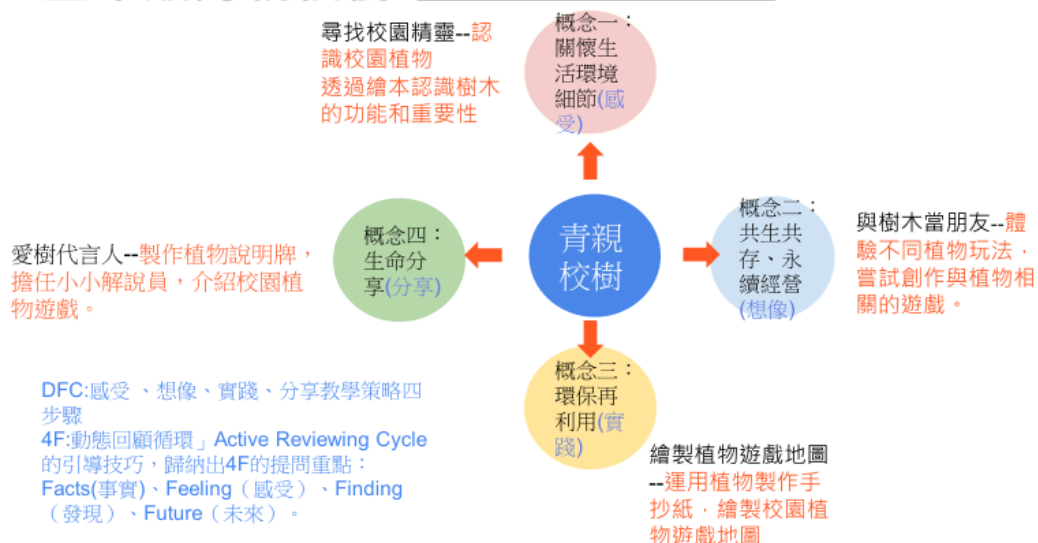 尋找校園精靈--認
識校園植物
透過繪本認識樹木
的功能和重要性
概念一：
關懷生
活環境
細節(感
受)
青親
校樹
概念二：
共生共
存、永
續經營
(想像)
與樹木當朋友--體
驗不同植物玩法，
嘗試創作與植物相
關的遊戲。
概念三：
環保再
利用(實
踐)
繪製植物遊戲地圖
--運用植物製作手
抄紙，繪製校園植
物遊戲地圖
概念四：
生命分
享(分享)
愛樹代言人--製作植物說明牌，
擔任小小解說員，介紹校園植
物遊戲。
DFC:感受 、想像、實踐、分享教學策略四
步驟
4F:動態回顧循環」Active Reviewing Cycle
的引導技巧，歸納出4F的提問重點：
Facts(事實)、Feeling（感受）、Finding
（發現）、Future（未來）。